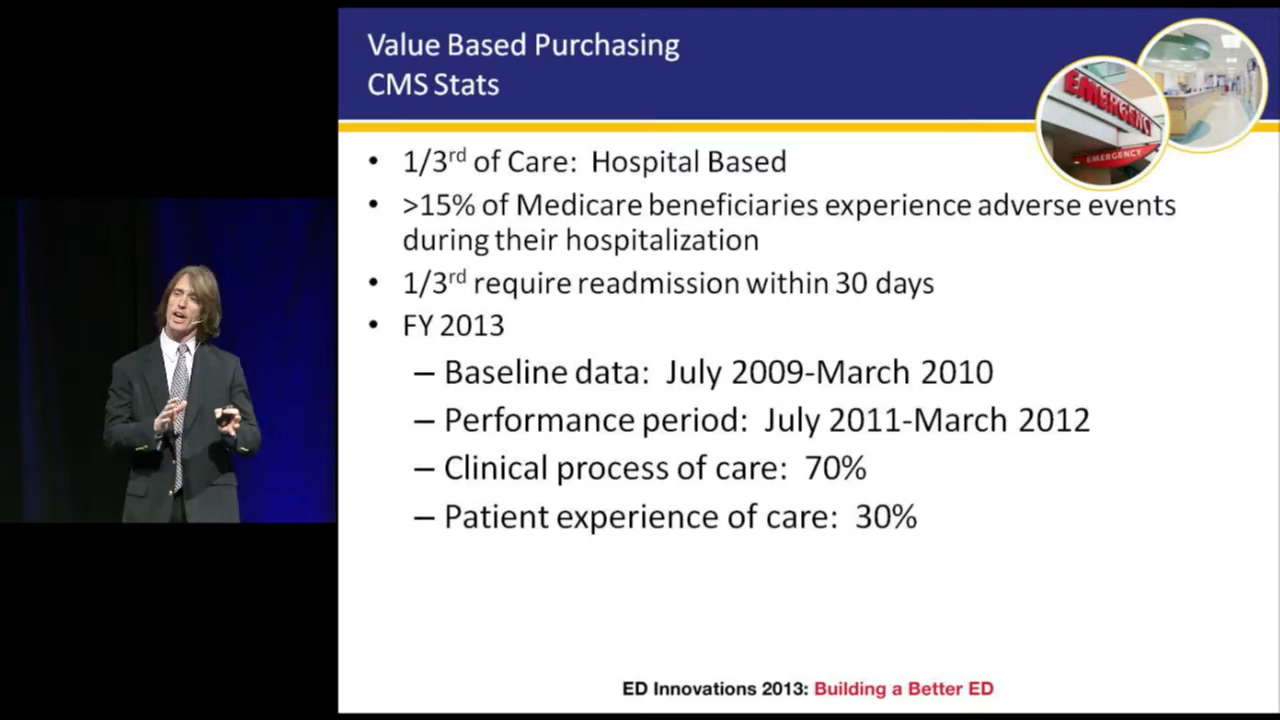 Value Based Purchasing
CMS Stats
EMERGENCY
EMERGENCY
• 1/3rd of Care: Hospital Based
• >15% of Medicare beneficiaries experience adverse events
during their hospitalization
• 1/3rd require readmission within 30 days
• FY 2013
– Baseline data: July 2009-March 2010
– Performance period: July 2011-March 2012
– Clinical process of care: 70%
– Patient experience of care: 30%
ED Innovations 2013: Building a Better ED